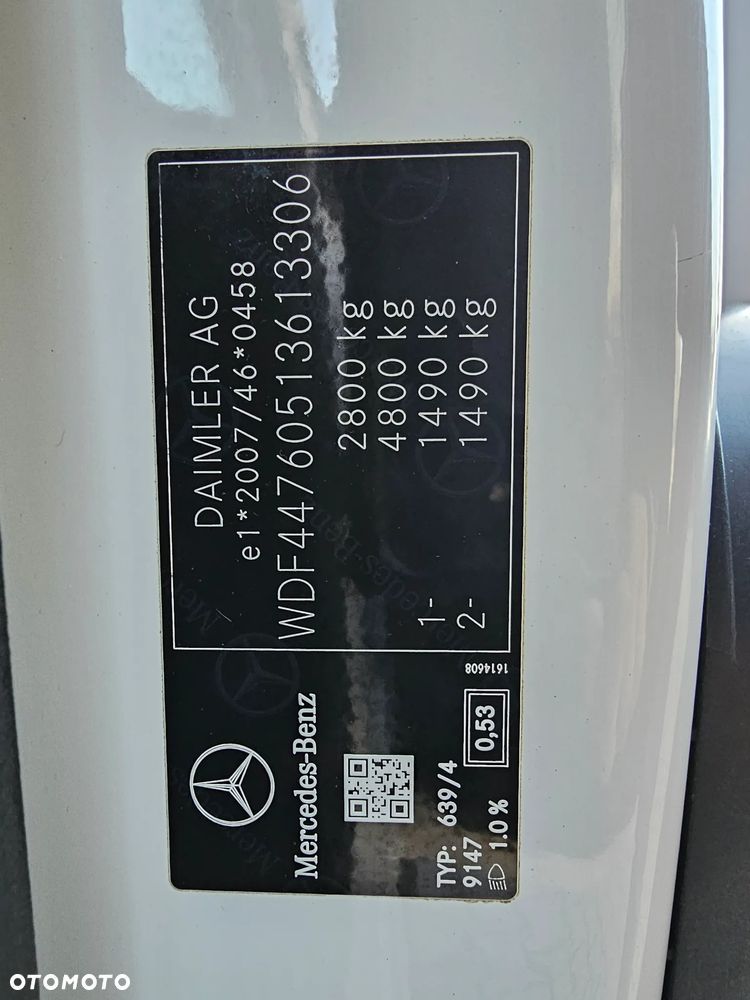 DAIMLER AG
e1*2007/46*0458
WDF44760513613306
2800 kg
4800 kg
1- 1490 kg
2- 1490 kg
Mercedes-Benz
TYP: 639/4
9147
1.0 %
0,53
1614608
OTOMOTO